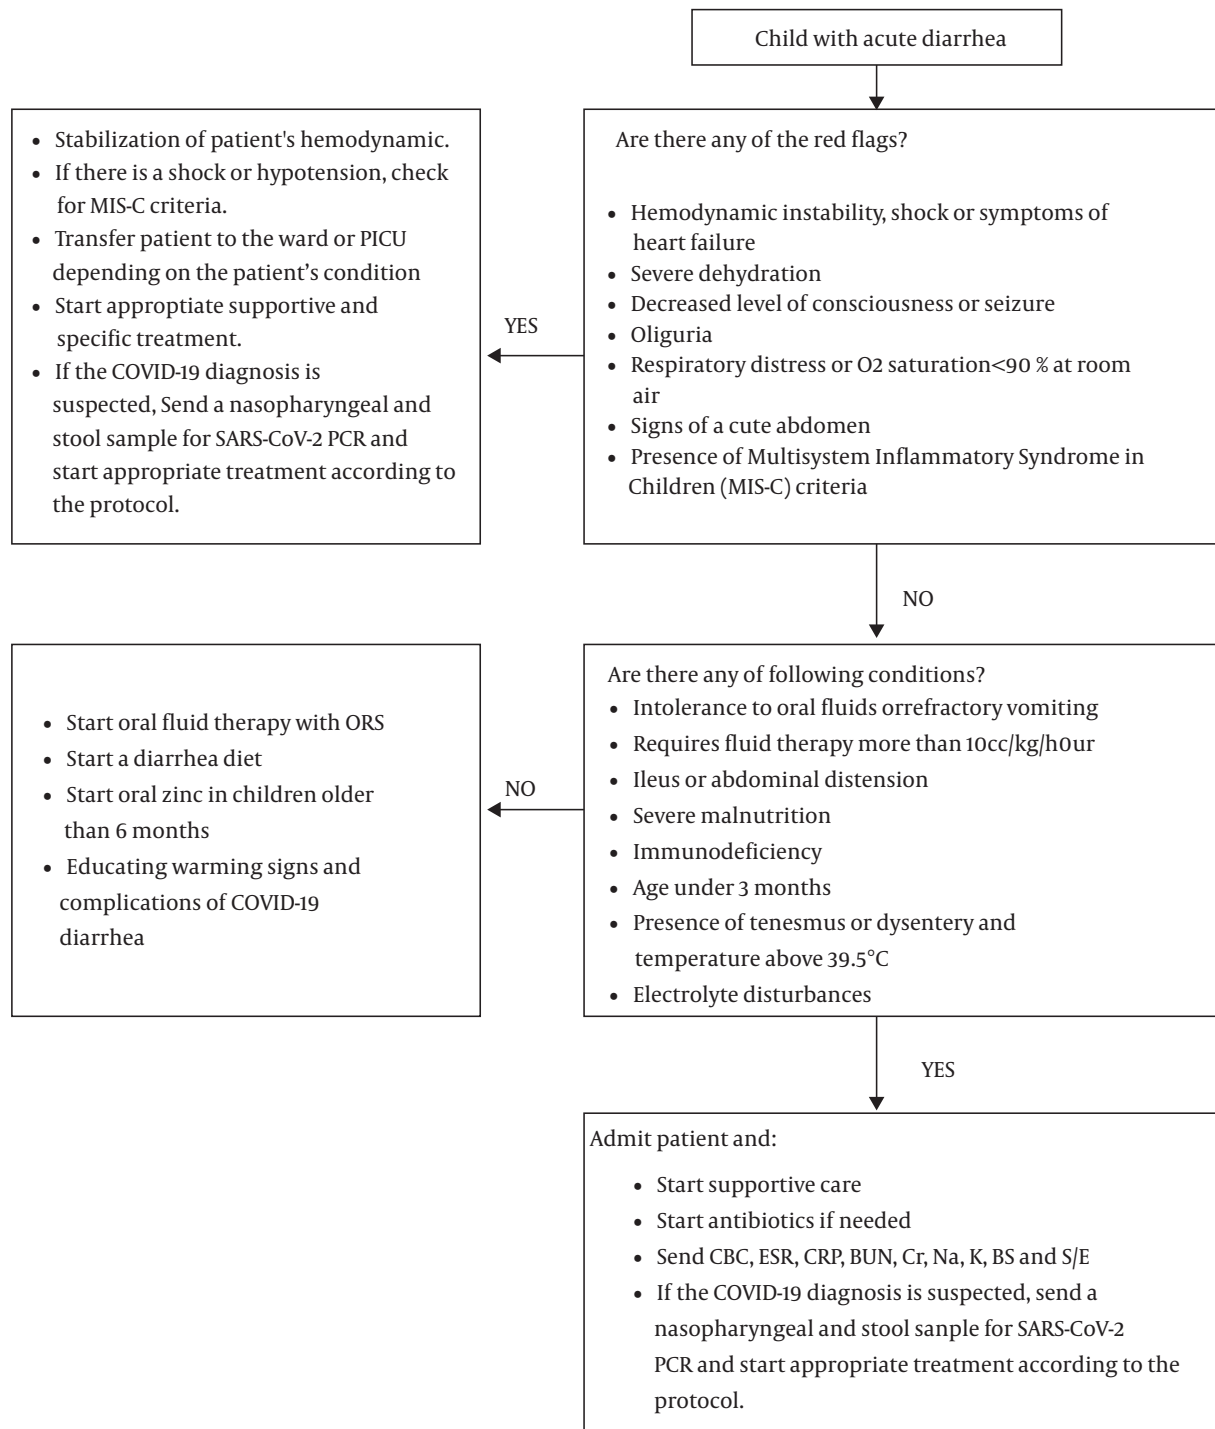 Child with acute diarrhea
Are there any of the red flags?
• Hemodynamic instability, shock or symptoms of
heart failure
• Severe dehydration
• Decreased level of consciousness or seizure
• Oliguria
• Respiratory distress or O2 saturation<90 % at room
air
• Signs of a cute abdomen
• Presence of Multisystem Inflammatory Syndrome in
Children (MIS-C) criteria
YES
• Stabilization of patient's hemodynamic.
• If there is a shock or hypotension, check
for MIS-C criteria.
• Transfer patient to the ward or PICU
depending on the patient’s condition
• Start approptiate supportive and
specific treatment.
• If the COVID-19 diagnosis is
suspected, Send a nasopharyngeal and
stool sample for SARS-CoV-2 PCR and
start appropriate treatment according to
the protocol.
NO
Are there any of following conditions?
• Intolerance to oral fluids orrefractory vomiting
• Requires fluid therapy more than 10cc/kg/h0ur
• Ileus or abdominal distension
• Severe malnutrition
• Immunodeficiency
• Age under 3 months
• Presence of tenesmus or dysentery and
temperature above 39.5°C
• Electrolyte disturbances
NO
• Start oral fluid therapy with ORS
• Start a diarrhea diet
• Start oral zinc in children older
than 6 months
• Educating warming signs and
complications of COVID-19
diarrhea
YES
Admit patient and:
• Start supportive care
• Start antibiotics if needed
• Send CBC, ESR, CRP, BUN, Cr, Na, K, BS and S/E
• If the COVID-19 diagnosis is suspected, send a
nasopharyngeal and stool sanple for SARS-CoV-2
PCR and start appropriate treatment according to the
protocol.